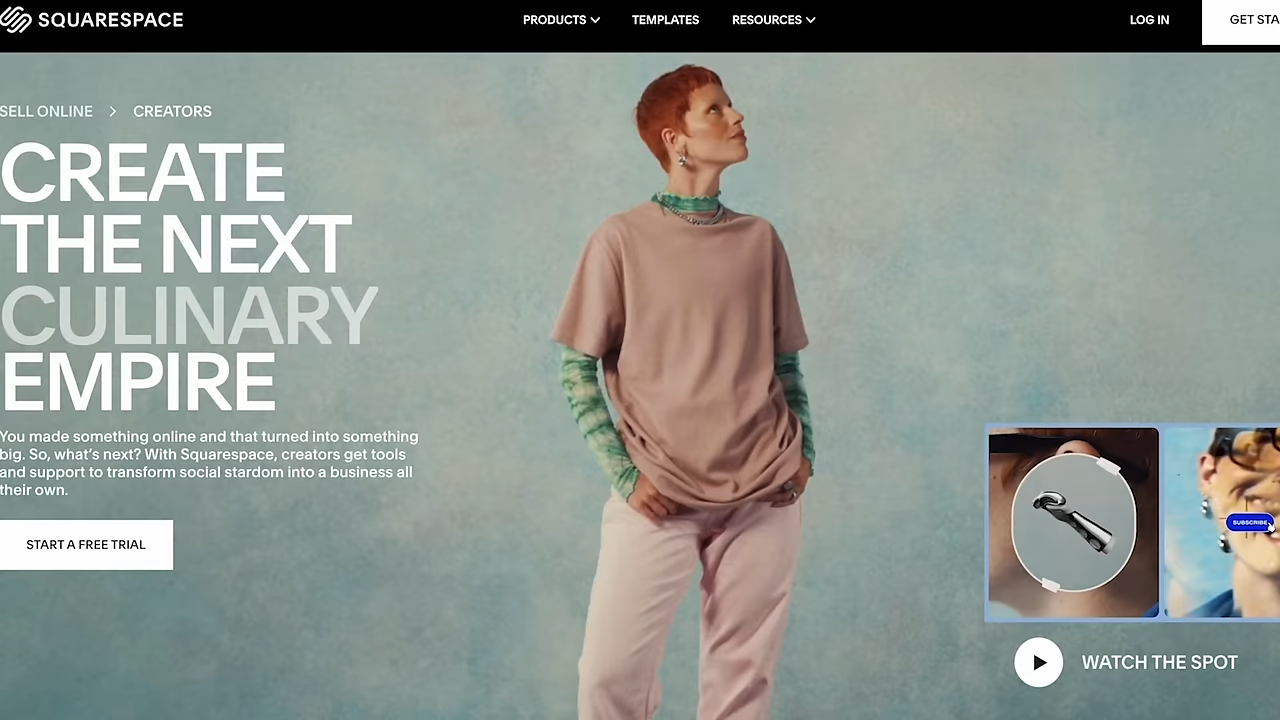 SQUARESPACE
PRODUCTS
TEMPLATES
RESOURCES
LOG IN
GET STA
SELL ONLINE > CREATORS
CREATE
THE NEXT
CULINARY
EMPIRE
You made something online and that turned into something
big. So, what's next? With Squarespace, creators get tools
and support to transform social stardom into a business all
their own.
START A FREE TRIAL
SUBSCRIBE
WATCH THE SPOT